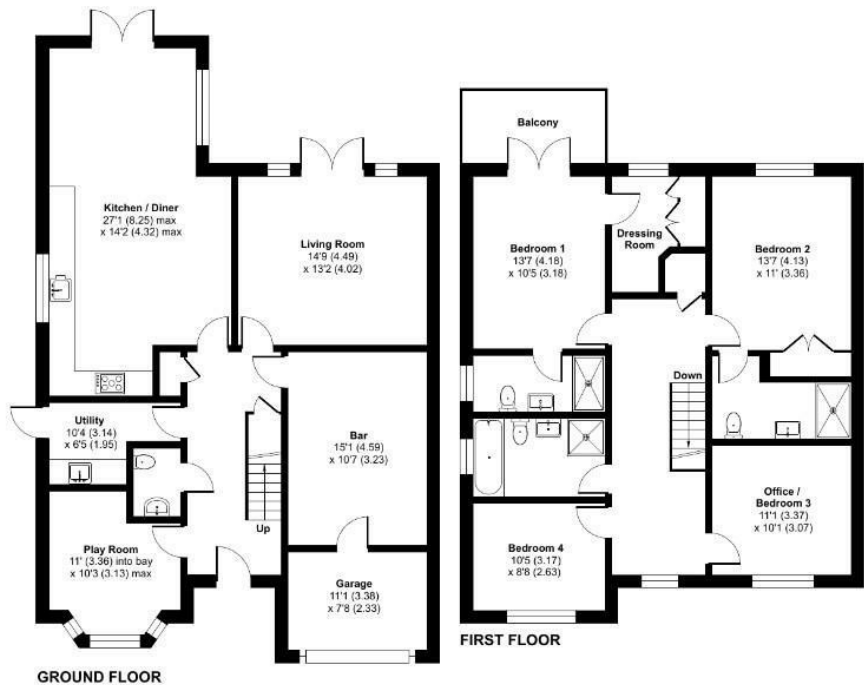 Kitchen / Diner
27'1 (8.25) max
x 14'2 (4.32) max
Living Room
14'9 (4.49)
x 13'2 (4.02)
Utility
10'4 (3.14)
x 6'5 (1.95)
Bar
15'1 (4.59)
x 10'7 (3.23)
Up
Play Room
11' (3.36) into bay
x 10'3 (3.13) max
Garage
11'1 (3.38)
x 7'8 (2.33)
GROUND FLOOR
Balcony
Bedroom 1
13'7 (4.18)
x 10'5 (3.18)
Dressing
Room
Bedroom 2
13'7 (4.13)
x 11' (3.36)
Down
Office /
Bedroom 3
11'1 (3.37)
x 10'1 (3.07)
Bedroom 4
10'5 (3.17)
x 8'8 (2.63)
FIRST FLOOR